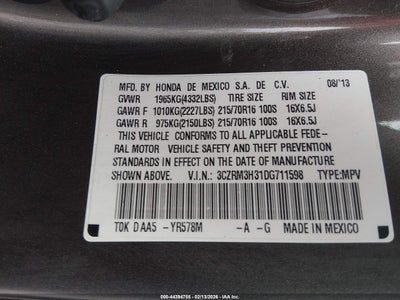 MFD. BY HONDA DE MEXICO S.A. DE C.V. 08/'13
GVWR 1965KG(4332LBS) TIRE SIZE RIM SIZE
GAWR F 1010KG(2227LBS) 215/70R16 100S 16X6.5J
GAWR R 975KG(2150LBS) 215/70R16 100S 16X6.5J
THIS VEHICLE CONFORMS TO ALL APPLICABLE FEDE-
RAL MOTOR VEHICLE SAFETY AND THEFT PREVENTION
STANDARDS IN EFFECT ON THE DATE OF MANUFACTURE
SHOWN ABOVE. V.I.N.: 3CZRM3H31DG711598 TYPE:MPV
TDK D AA5 -YR578M -A -G MADE IN MEXICO
000-44394755 - 02/13/2026 - IAA Inc.